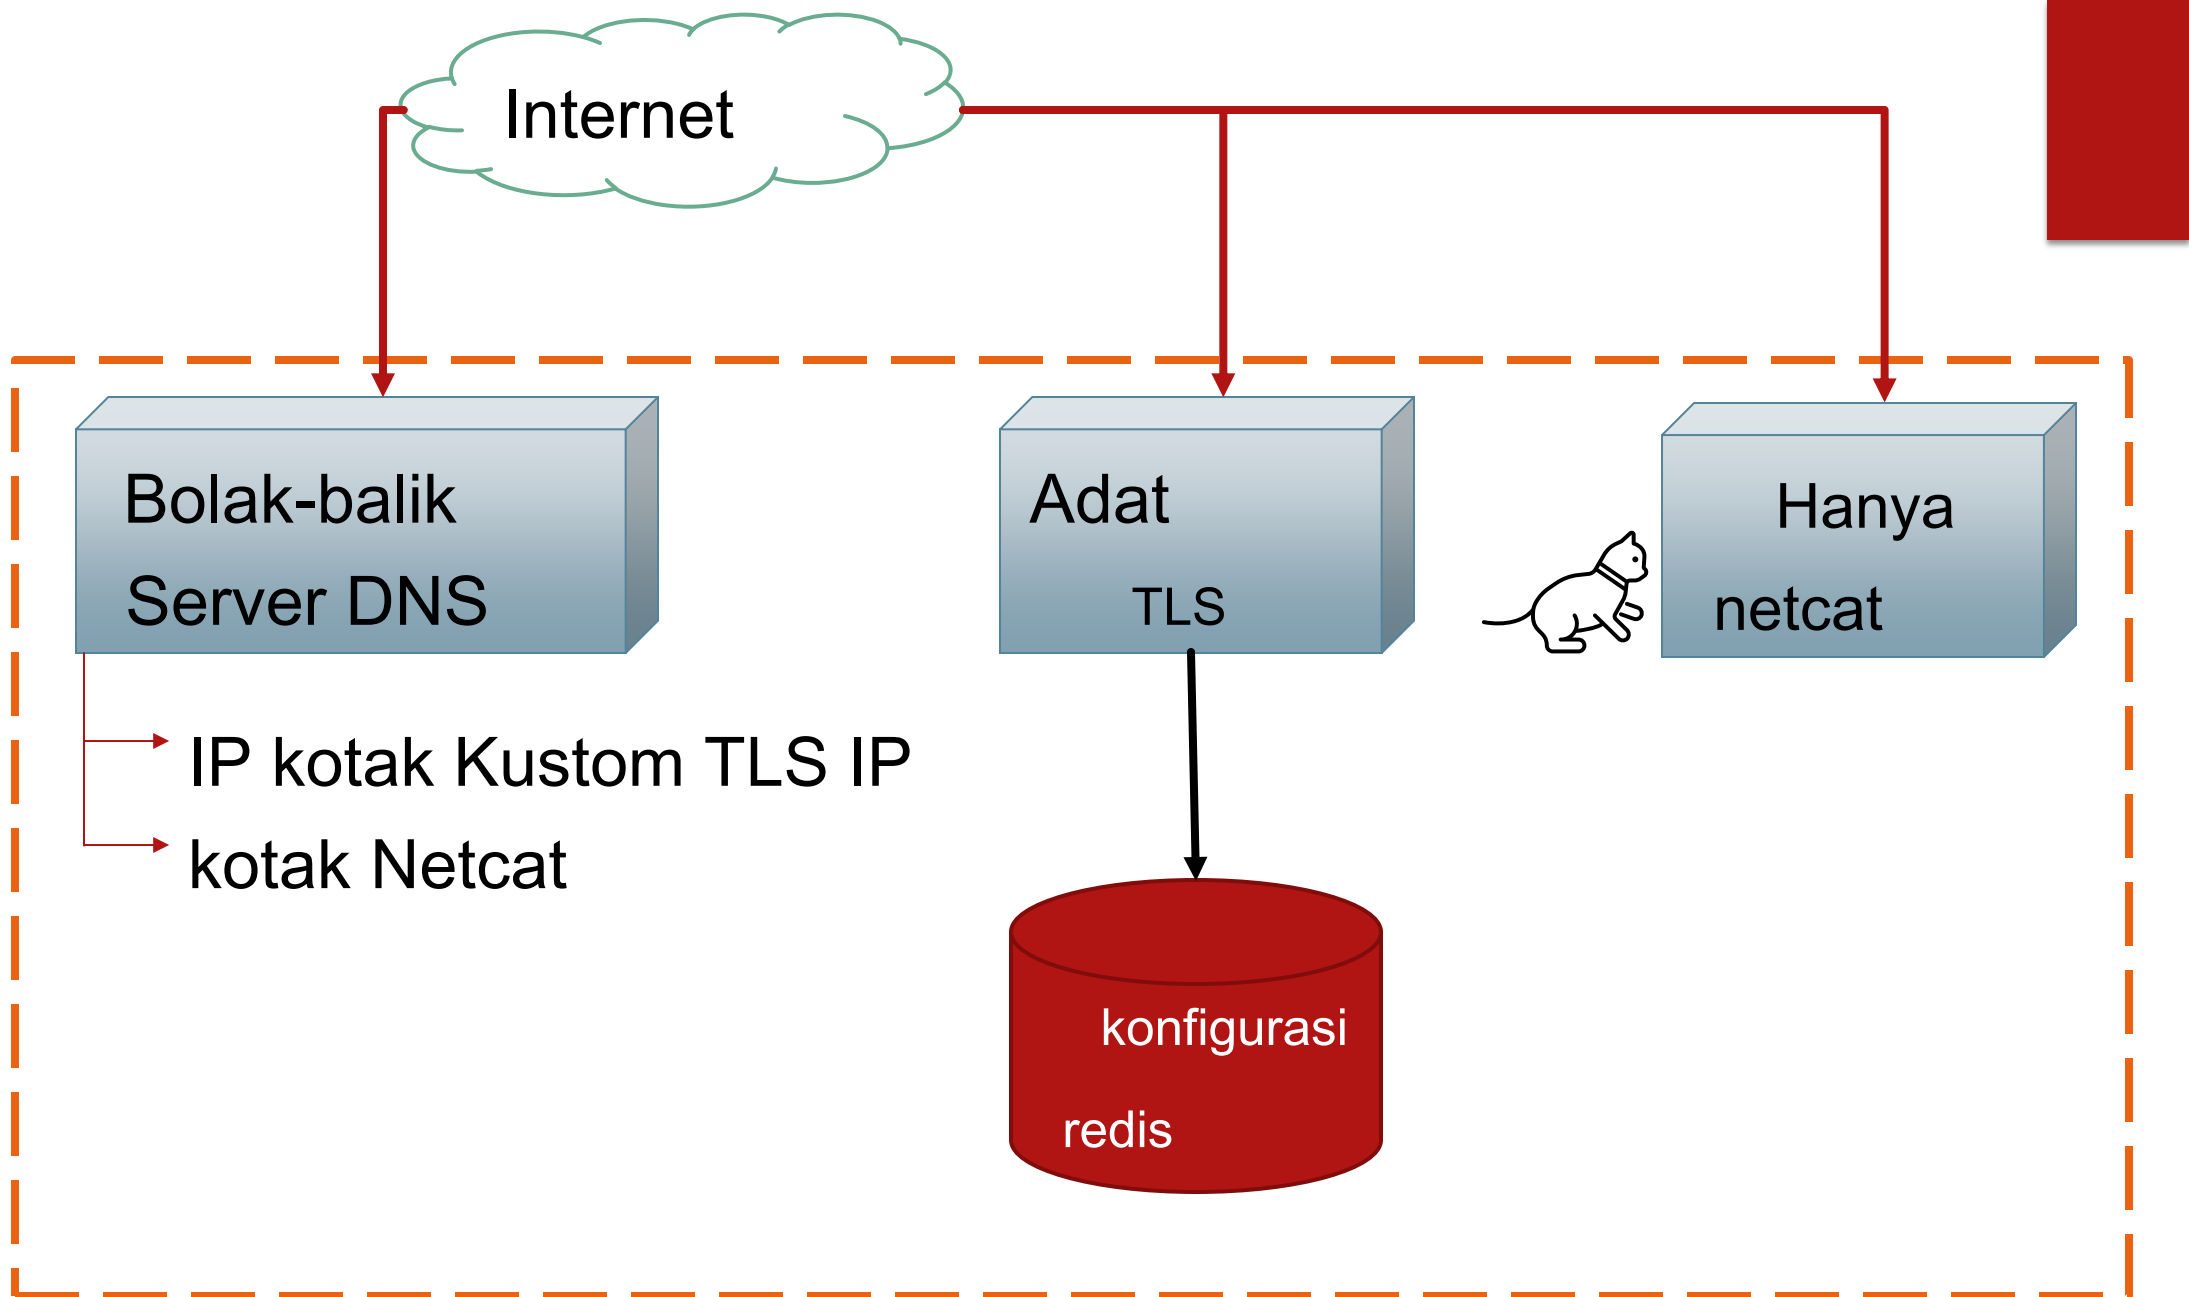 Internet
Bolak-balik
Server DNS
Adat
TLS
Hanya
netcat
IP kotak Kustom TLS IP
kotak Netcat
konfigurasi
redis